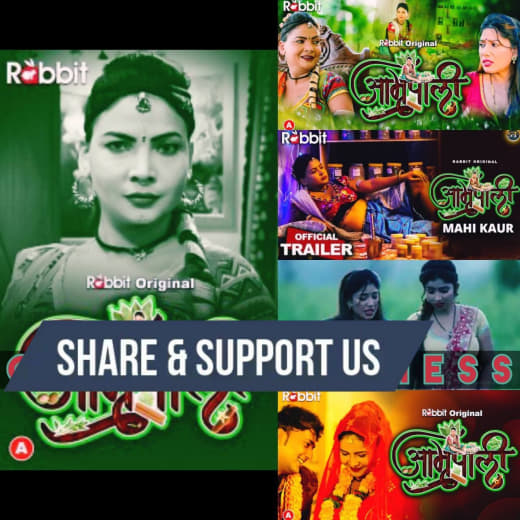 Rabbit
Rabbit Original
SHARE & SUPPORT US
A
Rabbit Original
आम्रपाली
A
Rabbit
RABBIT ORIGINAL
आम्रपाली
MAHI KAUR
OFFICIAL
TRAILER
ESS
Rabbit
Rabbit Original
आम्रपाली